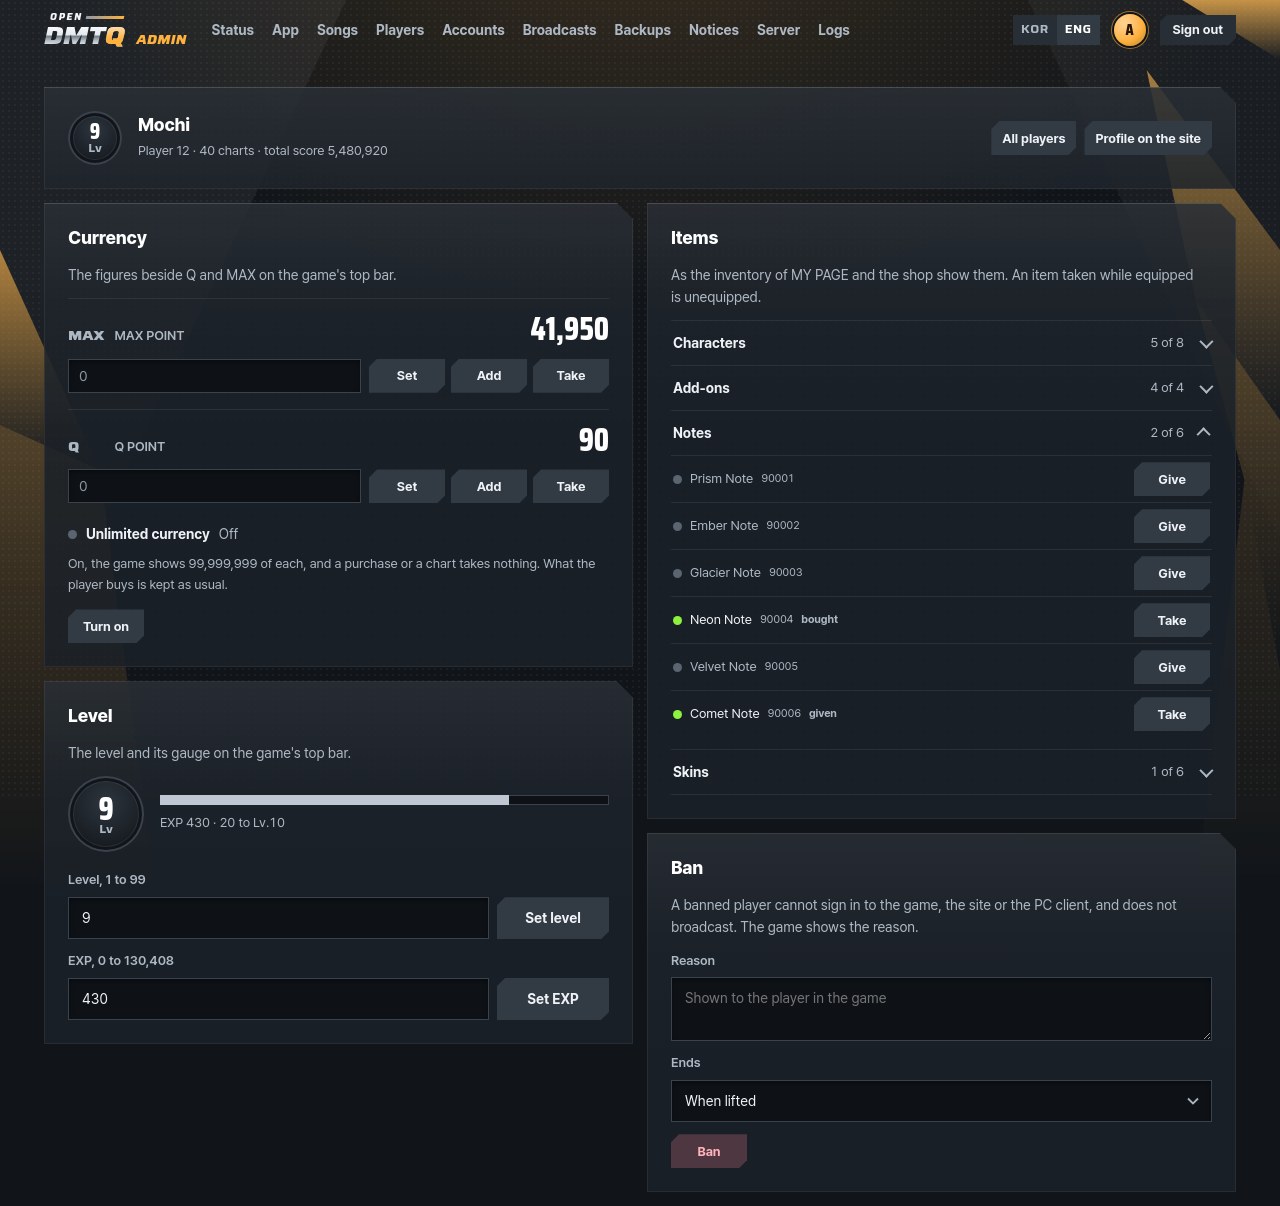 OPEN
DMTQ ADMIN
Status App Songs Players Accounts Broadcasts Backups Notices Server Logs
KOR ENG
A
Sign out
9
Lv
Mochi
Player 12 · 40 charts · total score 5,480,920
All players
Profile on the site
Currency
The figures beside Q and MAX on the game's top bar.
MAX MAX POINT
41,950
0
Set
Add
Take
Q Q POINT
90
0
Set
Add
Take
Unlimited currency Off
On, the game shows 99,999,999 of each, and a purchase or a chart takes nothing. What the
player buys is kept as usual.
Turn on
Level
The level and its gauge on the game's top bar.
9
Lv
EXP 430 · 20 to Lv.10
Level, 1 to 99
9
Set level
EXP, 0 to 130,408
430
Set EXP
Items
As the inventory of MY PAGE and the shop show them. An item taken while equipped
is unequipped.
Characters 5 of 8
Add-ons 4 of 4
Notes 2 of 6
Prism Note 90001 Give
Ember Note 90002 Give
Glacier Note 90003 Give
Neon Note 90004 bought Take
Velvet Note 90005 Give
Comet Note 90006 given Take
Skins 1 of 6
Ban
A banned player cannot sign in to the game, the site or the PC client, and does not
broadcast. The game shows the reason.
Reason
Shown to the player in the game
Ends
When lifted
Ban